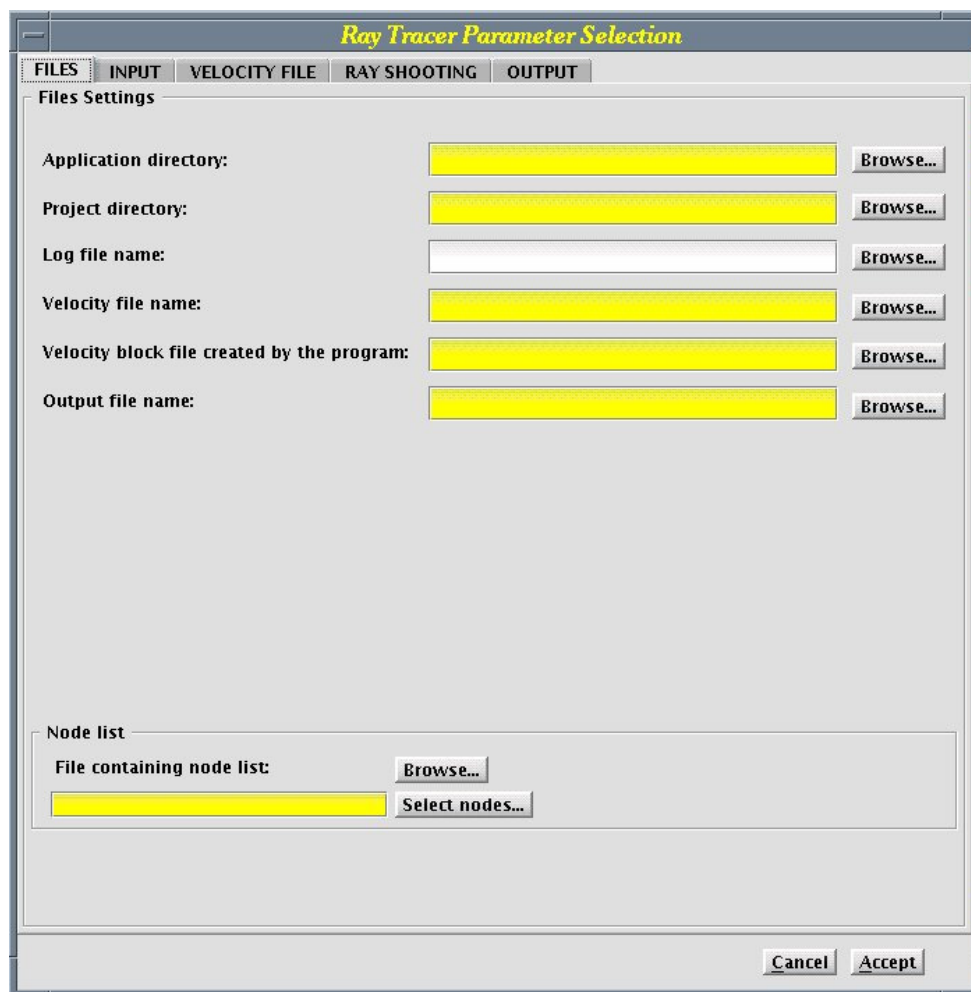 Ray Tracer Parameter Selection
FILES INPUT VELOCITY FILE RAY SHOOTING OUTPUT
Files Settings
Application directory: Browse...
Project directory: Browse...
Log file name: Browse...
Velocity file name: Browse...
Velocity block file created by the program: Browse...
Output file name: Browse...
Node list
File containing node list: Browse...
Select nodes...
Cancel Accept